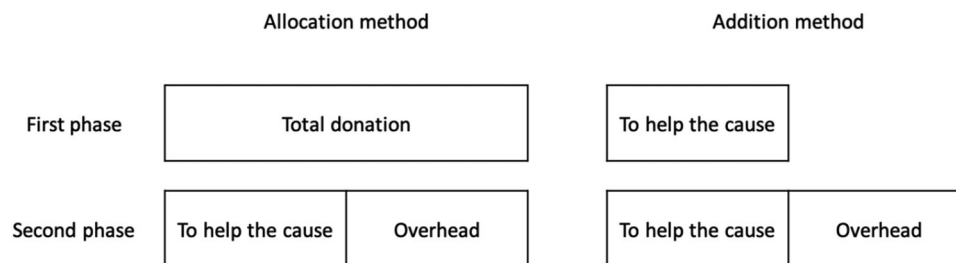 Allocation method Addition method
First phase Total donation To help the cause
Second phase To help the cause Overhead To help the cause Overhead